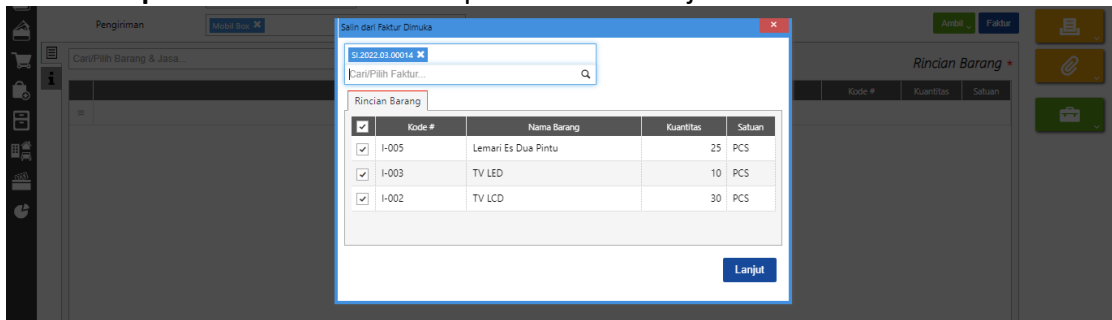 Pengiriman
Mobil Box
Ambil
Faktur
Salin dari Faktur Dimuka
SI.2022.03.00014
Cari/Pilih Barang & Jasa...
Cari/Pilih Faktur...
Rincian Barang *
Rincian Barang
Kode # Kuantitas Satuan
Kode # Nama Barang Kuantitas Satuan
I-005 Lemari Es Dua Pintu 25 PCS
I-003 TV LED 10 PCS
I-002 TV LCD 30 PCS
Lanjut